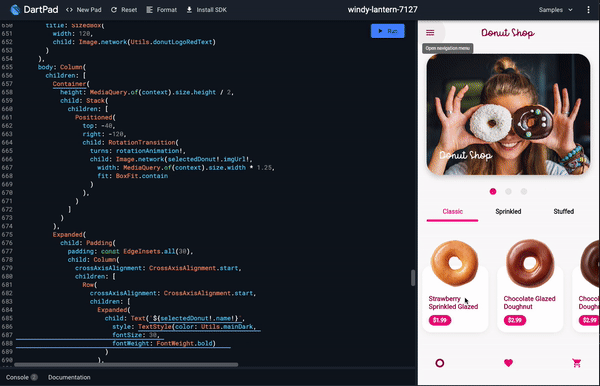 DartPad
New Pad
Reset
Format
Install SDK
windy-lantern-7127
Samples
650 title: SizedBox(
651 width: 120,
652 child: Image.network(Utils.donutLogoRedText)
653 )
654 ),
655 body: Column(
656 children: [
657 Container(
658 height: MediaQuery.of(context).size.height / 2,
659 child: Stack(
660 children: [
661 Positioned(
662 top: -40,
663 right: -120,
664 child: RotationTransition(
665 turns: rotationAnimation!,
666 child: Image.network(selectedDonut!.imgUrl!,
667 width: MediaQuery.of(context).size.width * 1.25,
668 fit: BoxFit.contain
669 )
670 ),
671 )
672 ]
673 )
674 ),
675 Expanded(
676 child: Padding(
677 padding: const EdgeInsets.all(30),
678 child: Column(
679 crossAxisAlignment: CrossAxisAlignment.start,
680 children: [
681 Row(
682 crossAxisAlignment: CrossAxisAlignment.start,
683 children: [
684 Expanded(
685 child: Text('${selectedDonut!.name!}',
686 style: TextStyle(color: Utils.mainDark,
687 fontSize: 30,
688 fontWeight: FontWeight.bold)
689 )
690 ),
Run
Console 2
Documentation
Donut Shop
Open navigation menu
Donut Shop
Classic
Sprinkled
Stuffed
Strawberry
Sprinkled Glazed
$1.99
Chocolate Glazed
Doughnut
$2.99